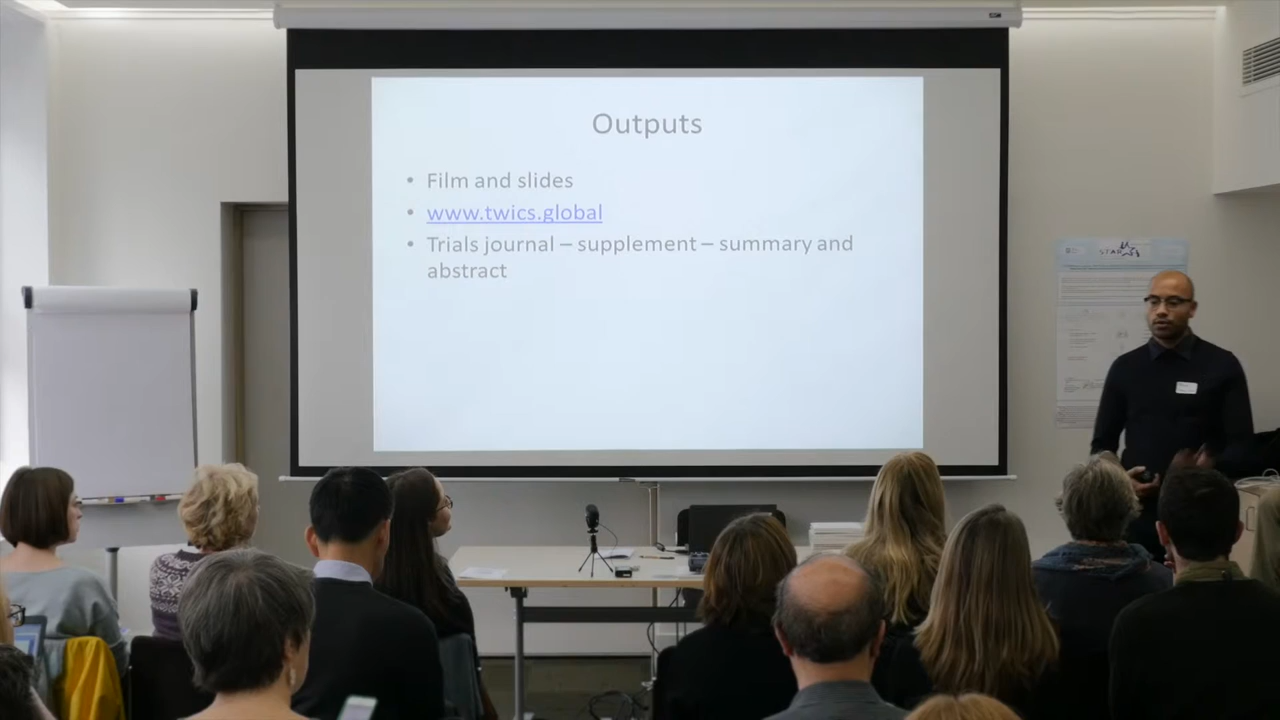 Outputs
• Film and slides
• www.twics.global
• Trials journal – supplement – summary and
abstract